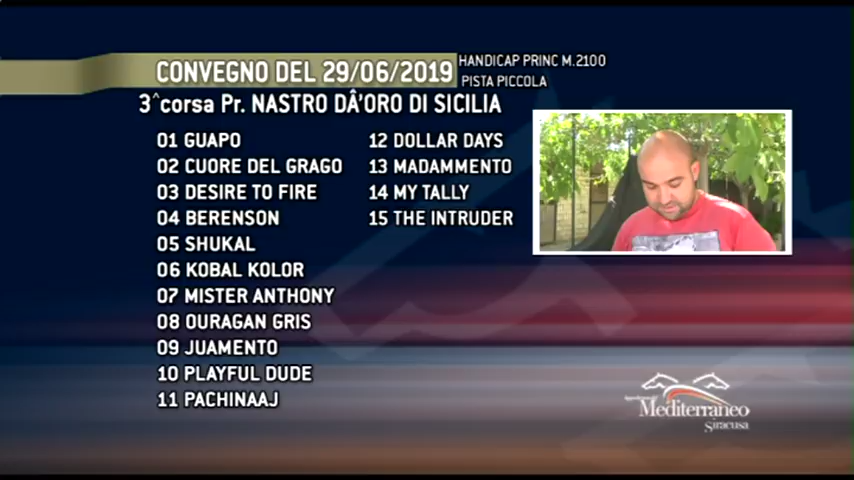 CONVEGNO DEL 29/06/2019
HANDICAP PRINC M.2100
PISTA PICCOLA
3^corsa Pr. NASTRO DÂ'ORO DI SICILIA
01 GUAPO
02 CUORE DEL GRAGO
03 DESIRE TO FIRE
04 BERENSON
05 SHUKAL
06 KOBAL KOLOR
07 MISTER ANTHONY
08 OURAGAN GRIS
09 JUAMENTO
10 PLAYFUL DUDE
11 PACHINAAJ
12 DOLLAR DAYS
13 MADAMMENTO
14 MY TALLY
15 THE INTRUDER
Mediterraneo
Siracusa